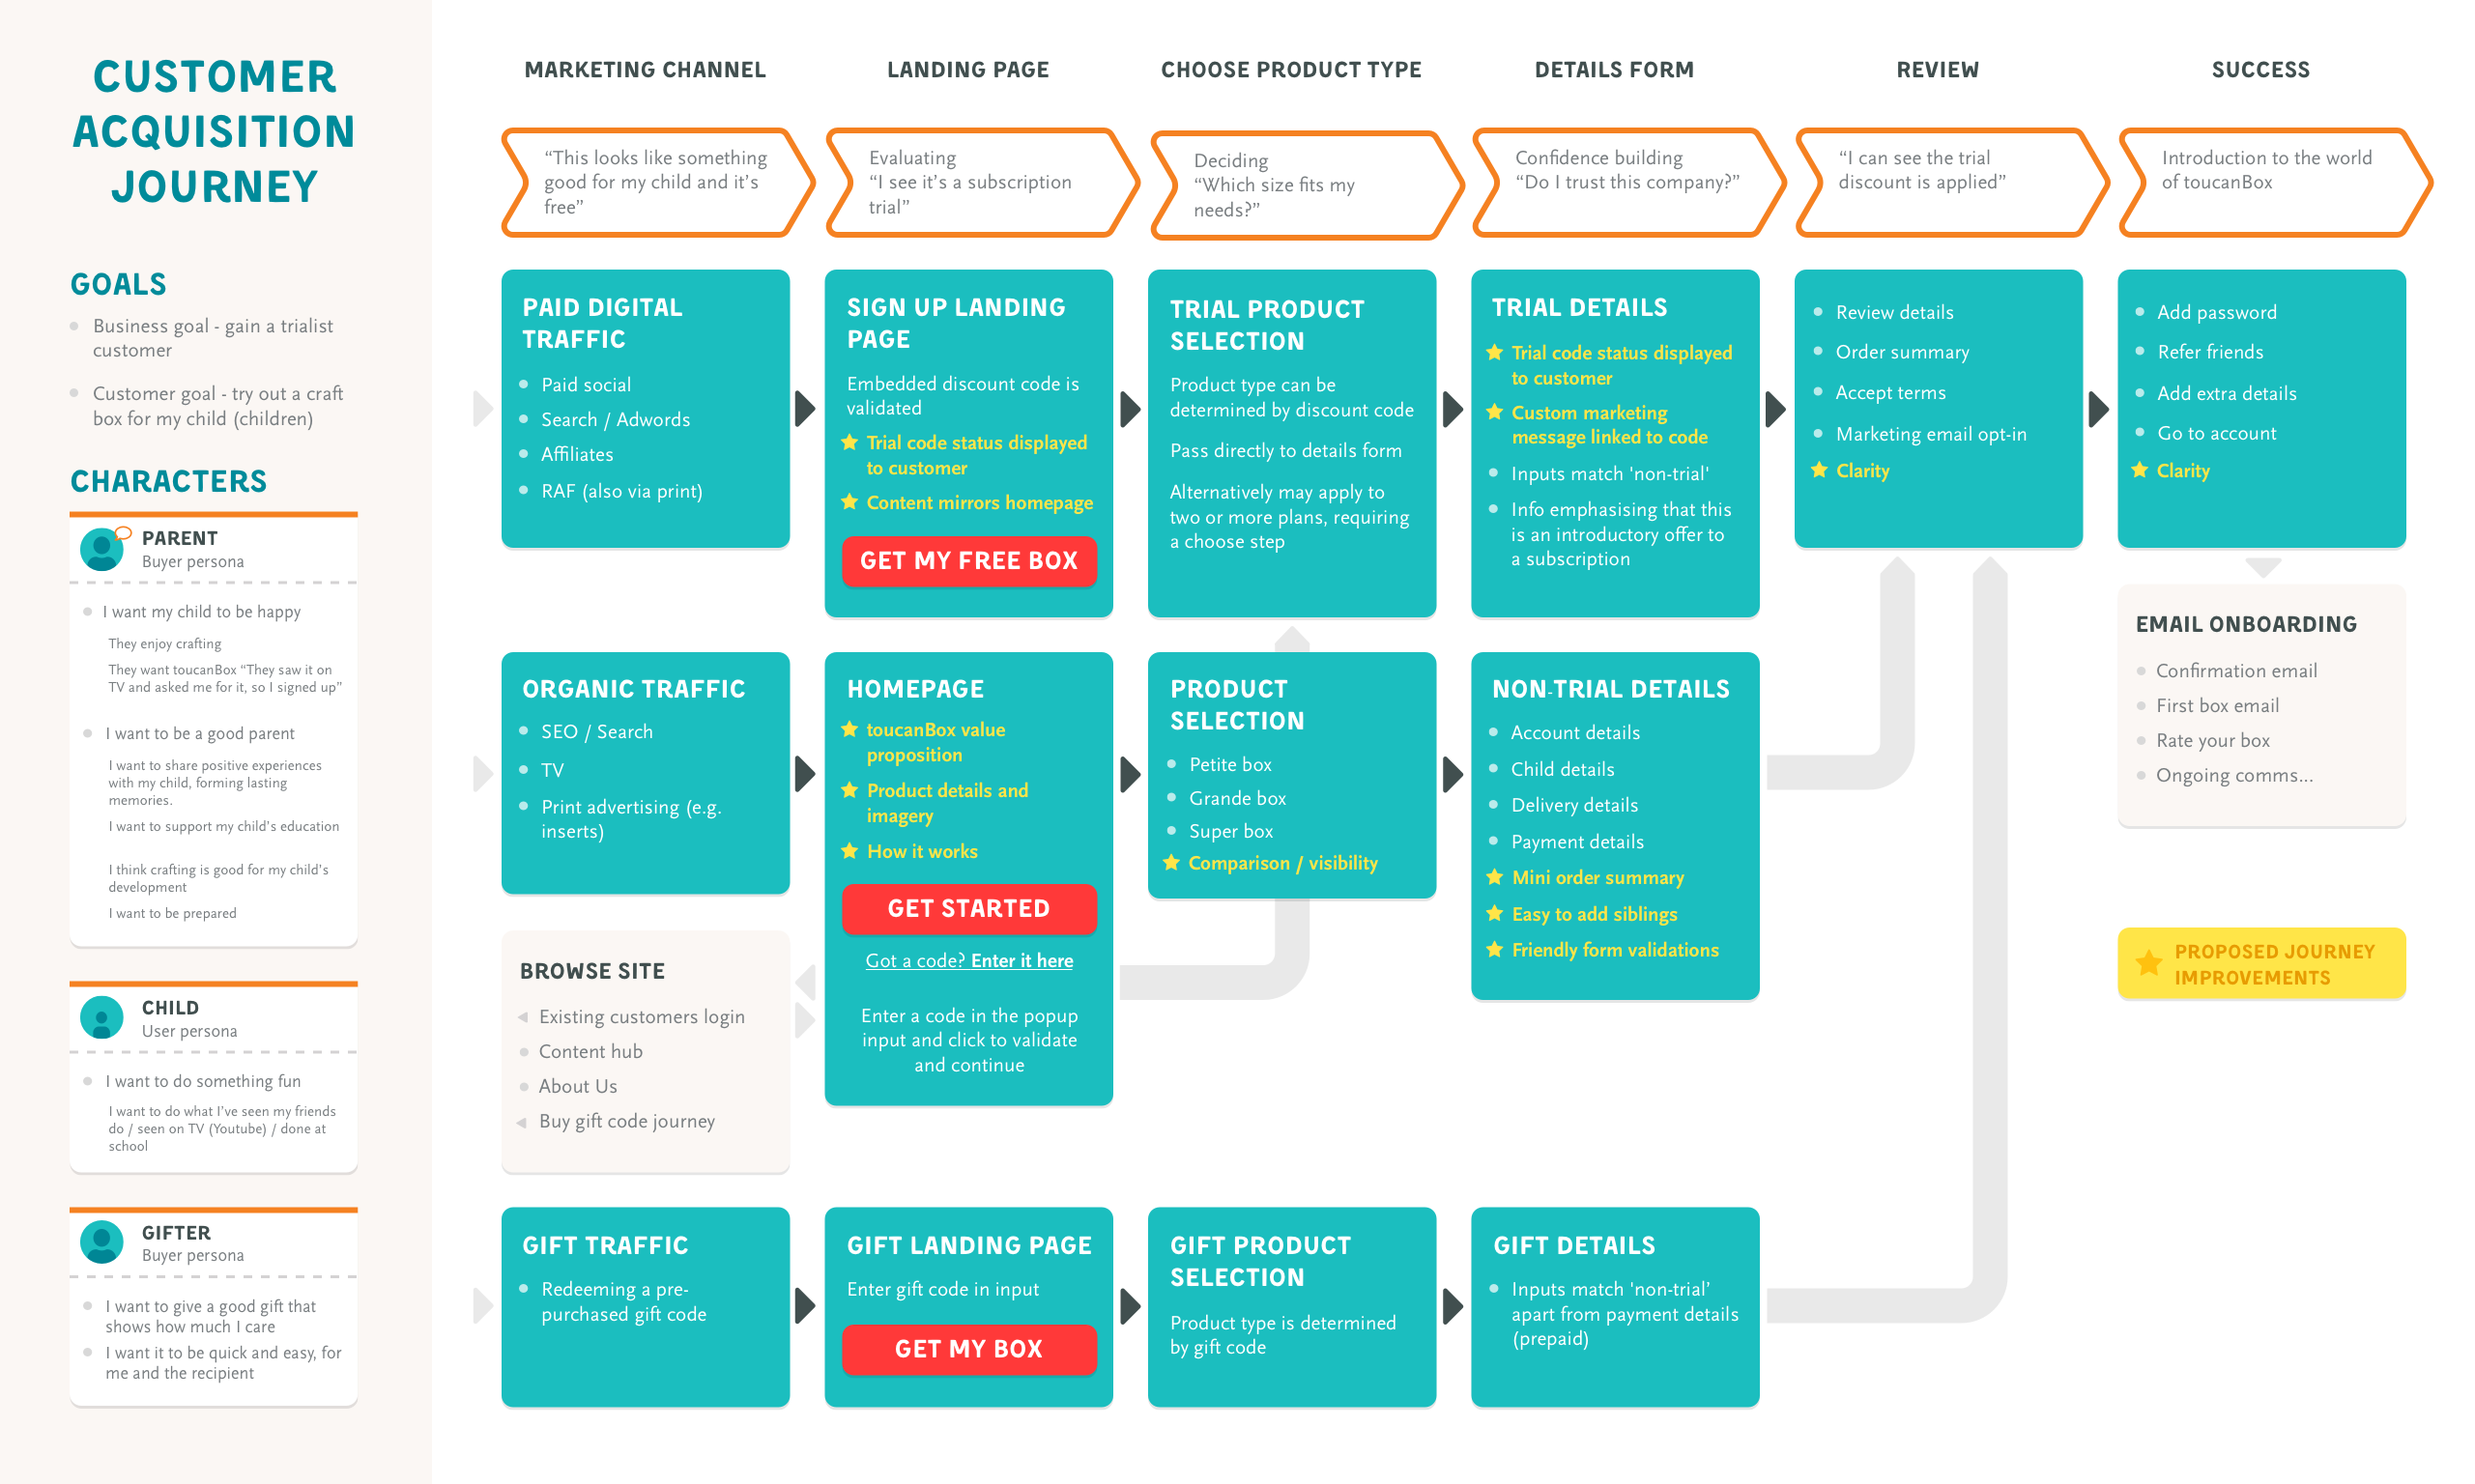 CUSTOMER
ACQUISITION
JOURNEY
GOALS
Business goal - gain a trialist
customer
Customer goal - try out a craft
box for my child (children)
CHARACTERS
PARENT
Buyer persona
I want my child to be happy
They enjoy crafting
They want toucanBox “They saw it on
TV and asked me for it, so I signed up”
I want to be a good parent
I want to share positive experiences
with my child, forming lasting
memories.
I want to support my child’s education
I think crafting is good for my child’s
development
I want to be prepared
CHILD
User persona
I want to do something fun
I want to do what I’ve seen my friends
do / seen on TV (Youtube) / done at
school
GIFTER
Buyer persona
I want to give a good gift that
shows how much I care
I want it to be quick and easy, for
me and the recipient
MARKETING CHANNEL
LANDING PAGE
CHOOSE PRODUCT TYPE
DETAILS FORM
REVIEW
SUCCESS
“This looks like something
good for my child and it’s
free”
Evaluating
“I see it’s a subscription
trial”
Deciding
“Which size fits my
needs?”
Confidence building
“Do I trust this company?”
“I can see the trial
discount is applied”
Introduction to the world
of toucanBox
PAID DIGITAL
TRAFFIC
Paid social
Search / Adwords
Affiliates
RAF (also via print)
SIGN UP LANDING
PAGE
Embedded discount code is
validated
Trial code status displayed
to customer
Content mirrors homepage
GET MY FREE BOX
TRIAL PRODUCT
SELECTION
Product type can be
determined by discount code
Pass directly to details form
Alternatively may apply to
two or more plans, requiring
a choose step
TRIAL DETAILS
Trial code status displayed
to customer
Custom marketing
message linked to code
Inputs match 'non-trial'
Info emphasising that this
is an introductory offer to
a subscription
Review details
Order summary
Accept terms
Marketing email opt-in
Clarity
Add password
Refer friends
Add extra details
Go to account
Clarity
ORGANIC TRAFFIC
SEO / Search
TV
Print advertising (e.g.
inserts)
HOMEPAGE
toucanBox value
proposition
Product details and
imagery
How it works
GET STARTED
Got a code? Enter it here
Enter a code in the popup
input and click to validate
and continue
PRODUCT
SELECTION
Petite box
Grande box
Super box
Comparison / visibility
NON-TRIAL DETAILS
Account details
Child details
Delivery details
Payment details
Mini order summary
Easy to add siblings
Friendly form validations
EMAIL ONBOARDING
Confirmation email
First box email
Rate your box
Ongoing comms...
PROPOSED JOURNEY
IMPROVEMENTS
BROWSE SITE
Existing customers login
Content hub
About Us
Buy gift code journey
GIFT TRAFFIC
Redeeming a pre-
purchased gift code
GIFT LANDING PAGE
Enter gift code in input
GET MY BOX
GIFT PRODUCT
SELECTION
Product type is determined
by gift code
GIFT DETAILS
Inputs match 'non-trial’
apart from payment details
(prepaid)